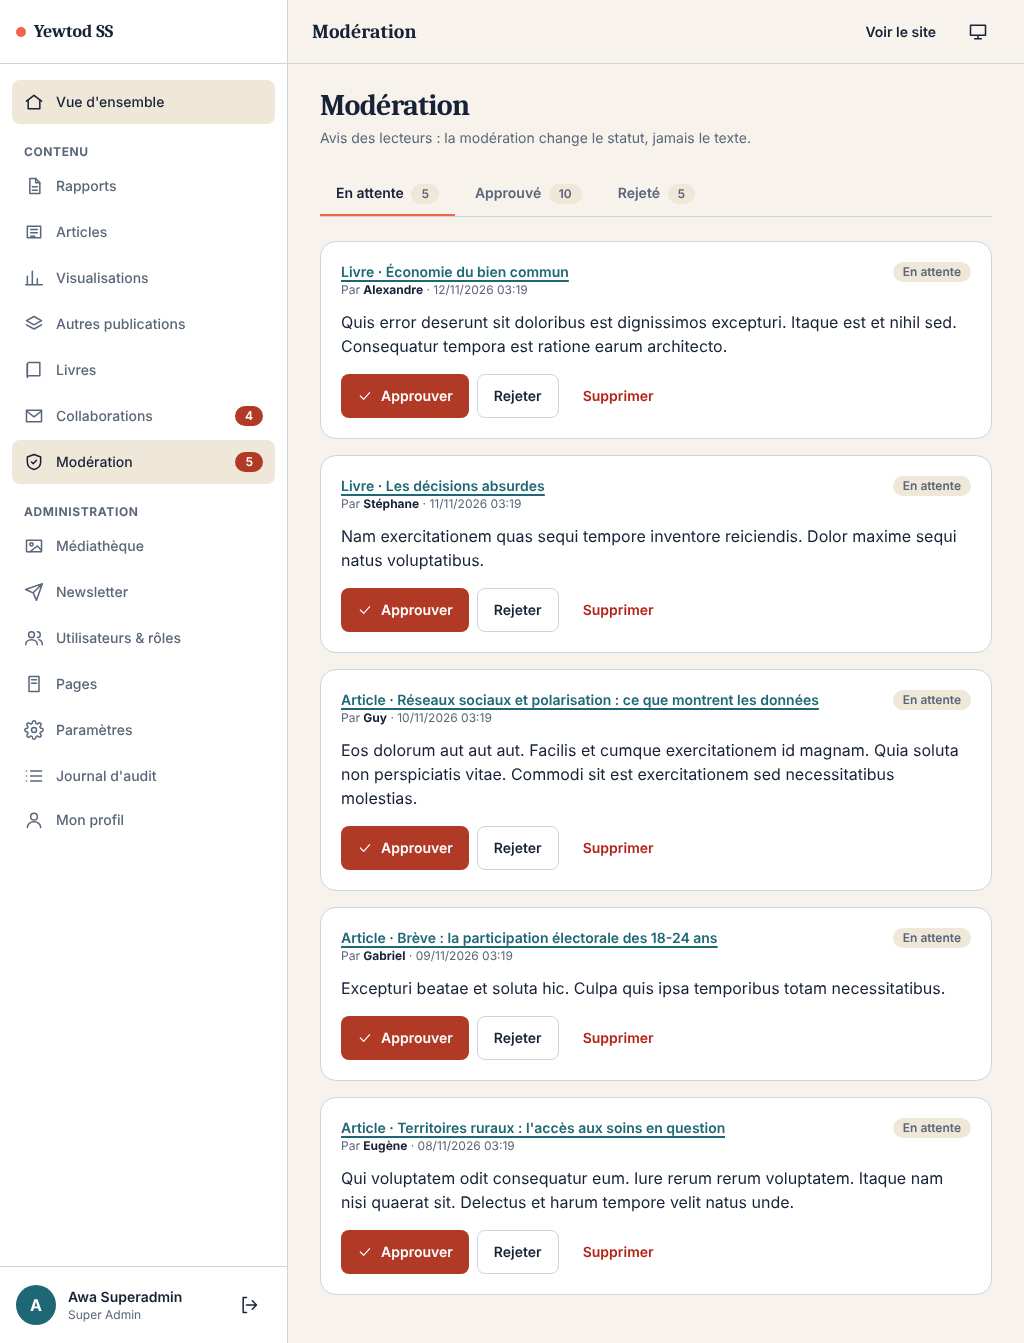 Yewtod SS
Modération
Voir le site
Vue d'ensemble
CONTENU
Rapports
Articles
Visualisations
Autres publications
Livres
Collaborations 4
Modération 5
ADMINISTRATION
Médiathèque
Newsletter
Utilisateurs & rôles
Pages
Paramètres
Journal d'audit
Mon profil
A
Awa Superadmin
Super Admin
Modération
Avis des lecteurs : la modération change le statut, jamais le texte.
En attente 5 Approuvé 10 Rejeté 5
Livre · Économie du bien commun En attente
Par Alexandre · 12/11/2026 03:19
Quis error deserunt sit doloribus est dignissimos excepturi. Itaque est et nihil sed.
Consequatur tempora est ratione earum architecto.
Approuver Rejeter Supprimer
Livre · Les décisions absurdes En attente
Par Stéphane · 11/11/2026 03:19
Nam exercitationem quas sequi tempore inventore reiciendis. Dolor maxime sequi
natus voluptatibus.
Approuver Rejeter Supprimer
Article · Réseaux sociaux et polarisation : ce que montrent les données En attente
Par Guy · 10/11/2026 03:19
Eos dolorum aut aut aut. Facilis et cumque exercitationem id magnam. Quia soluta
non perspiciatis vitae. Commodi sit est exercitationem sed necessitatibus
molestias.
Approuver Rejeter Supprimer
Article · Brève : la participation électorale des 18-24 ans En attente
Par Gabriel · 09/11/2026 03:19
Excepturi beatae et soluta hic. Culpa quis ipsa temporibus totam necessitatibus.
Approuver Rejeter Supprimer
Article · Territoires ruraux : l'accès aux soins en question En attente
Par Eugène · 08/11/2026 03:19
Qui voluptatem odit consequatur eum. Iure rerum rerum voluptatem. Itaque nam
nisi quaerat sit. Delectus et harum tempore velit natus unde.
Approuver Rejeter Supprimer